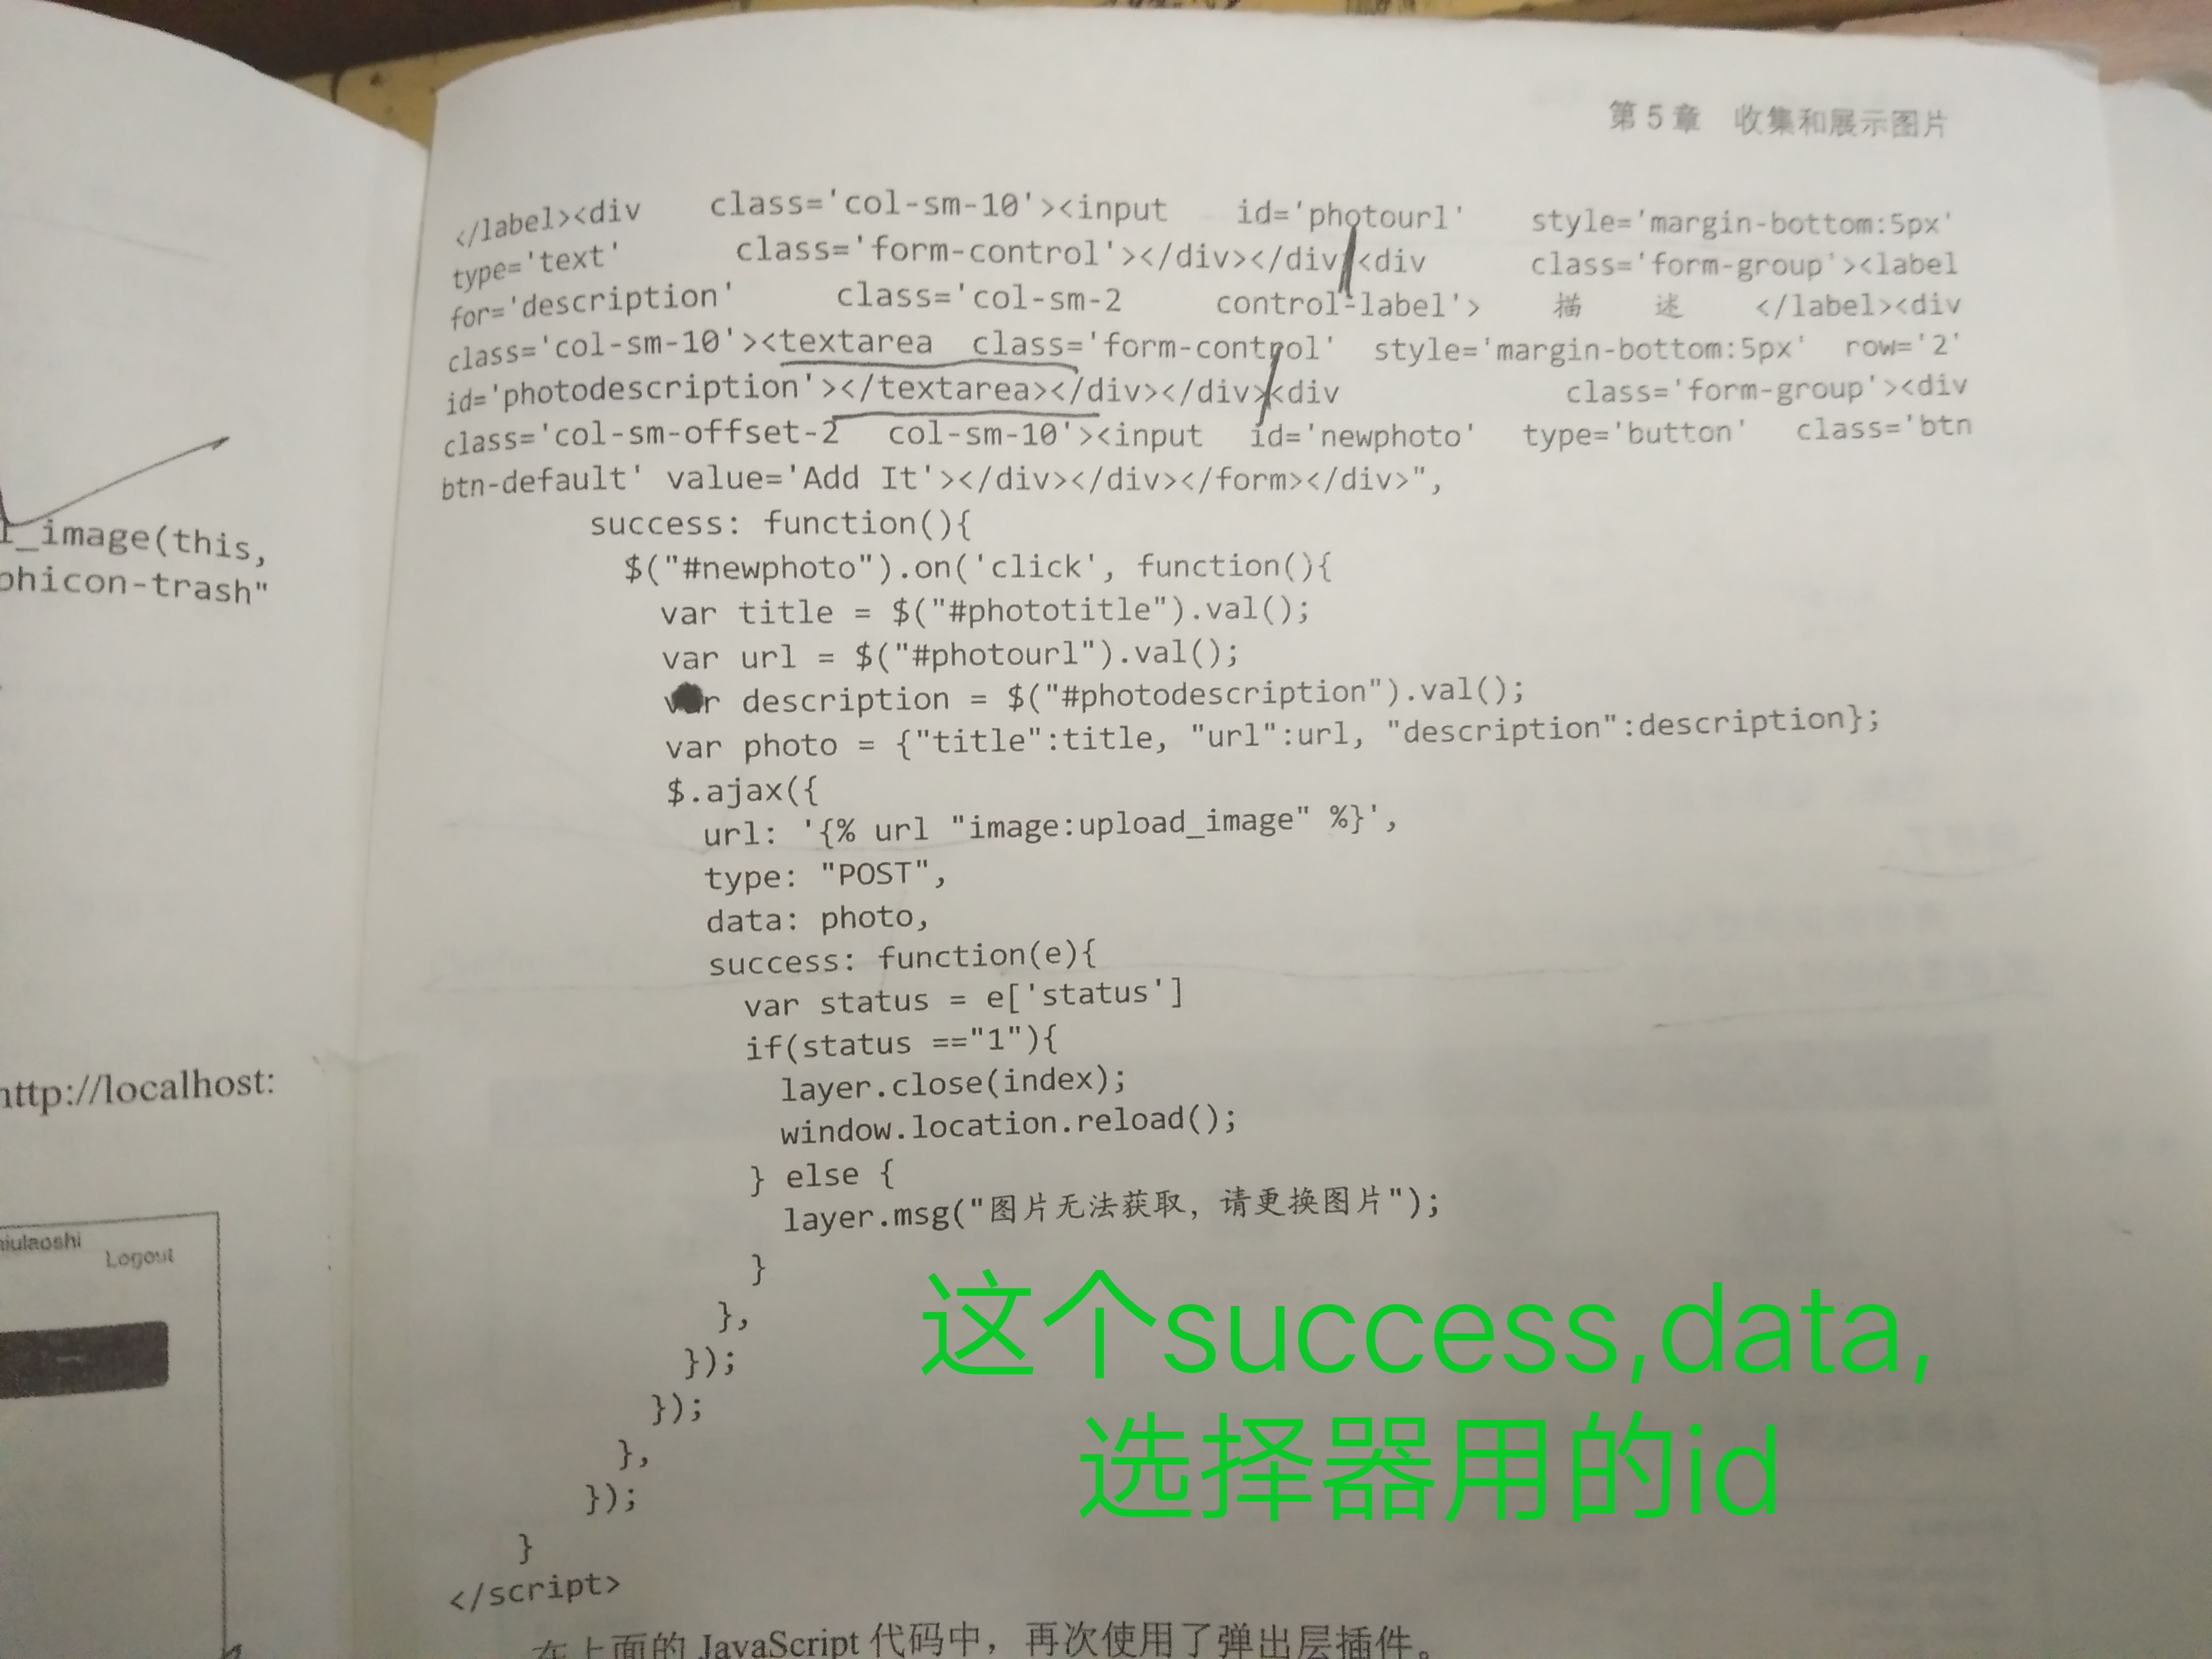 l_image(this,
ohicon-trash"
http://localhost:
iulaoshi
Logout
第5章 收集和展示图片
</label><div class='col-sm-10'><input id='photourl' style='margin-bottom:5px'
type='text' class='form-control'></div></div><div class='form-group'><label
for='description' class='col-sm-2 control-label'> 描 述 </label><div
class='col-sm-10'><textarea class='form-control' style='margin-bottom:5px' row='2'
id='photodescription'></textarea></div></div><div class='form-group'><div
class='col-sm-offset-2 col-sm-10'><input id='newphoto' type='button' class='btn
btn-default' value='Add It'></div></div></form></div>",
success: function(){
$("#newphoto").on('click', function(){
var title = $("#phototitle").val();
var url = $("#photourl").val();
var description = $("#photodescription").val();
var photo = {"title":title, "url":url, "description":description};
$.ajax({
url: '{% url "image:upload_image" %}',
type: "POST",
data: photo,
success: function(e){
var status = e['status']
if(status =="1"){
layer.close(index);
window.location.reload();
} else {
layer.msg("图片无法获取，请更换图片");
}
},
});
});
},
});
}
</script>
在上面的 JavaScript 代码中，再次使用了弹出层插件。
这个success,data,
选择器用的id